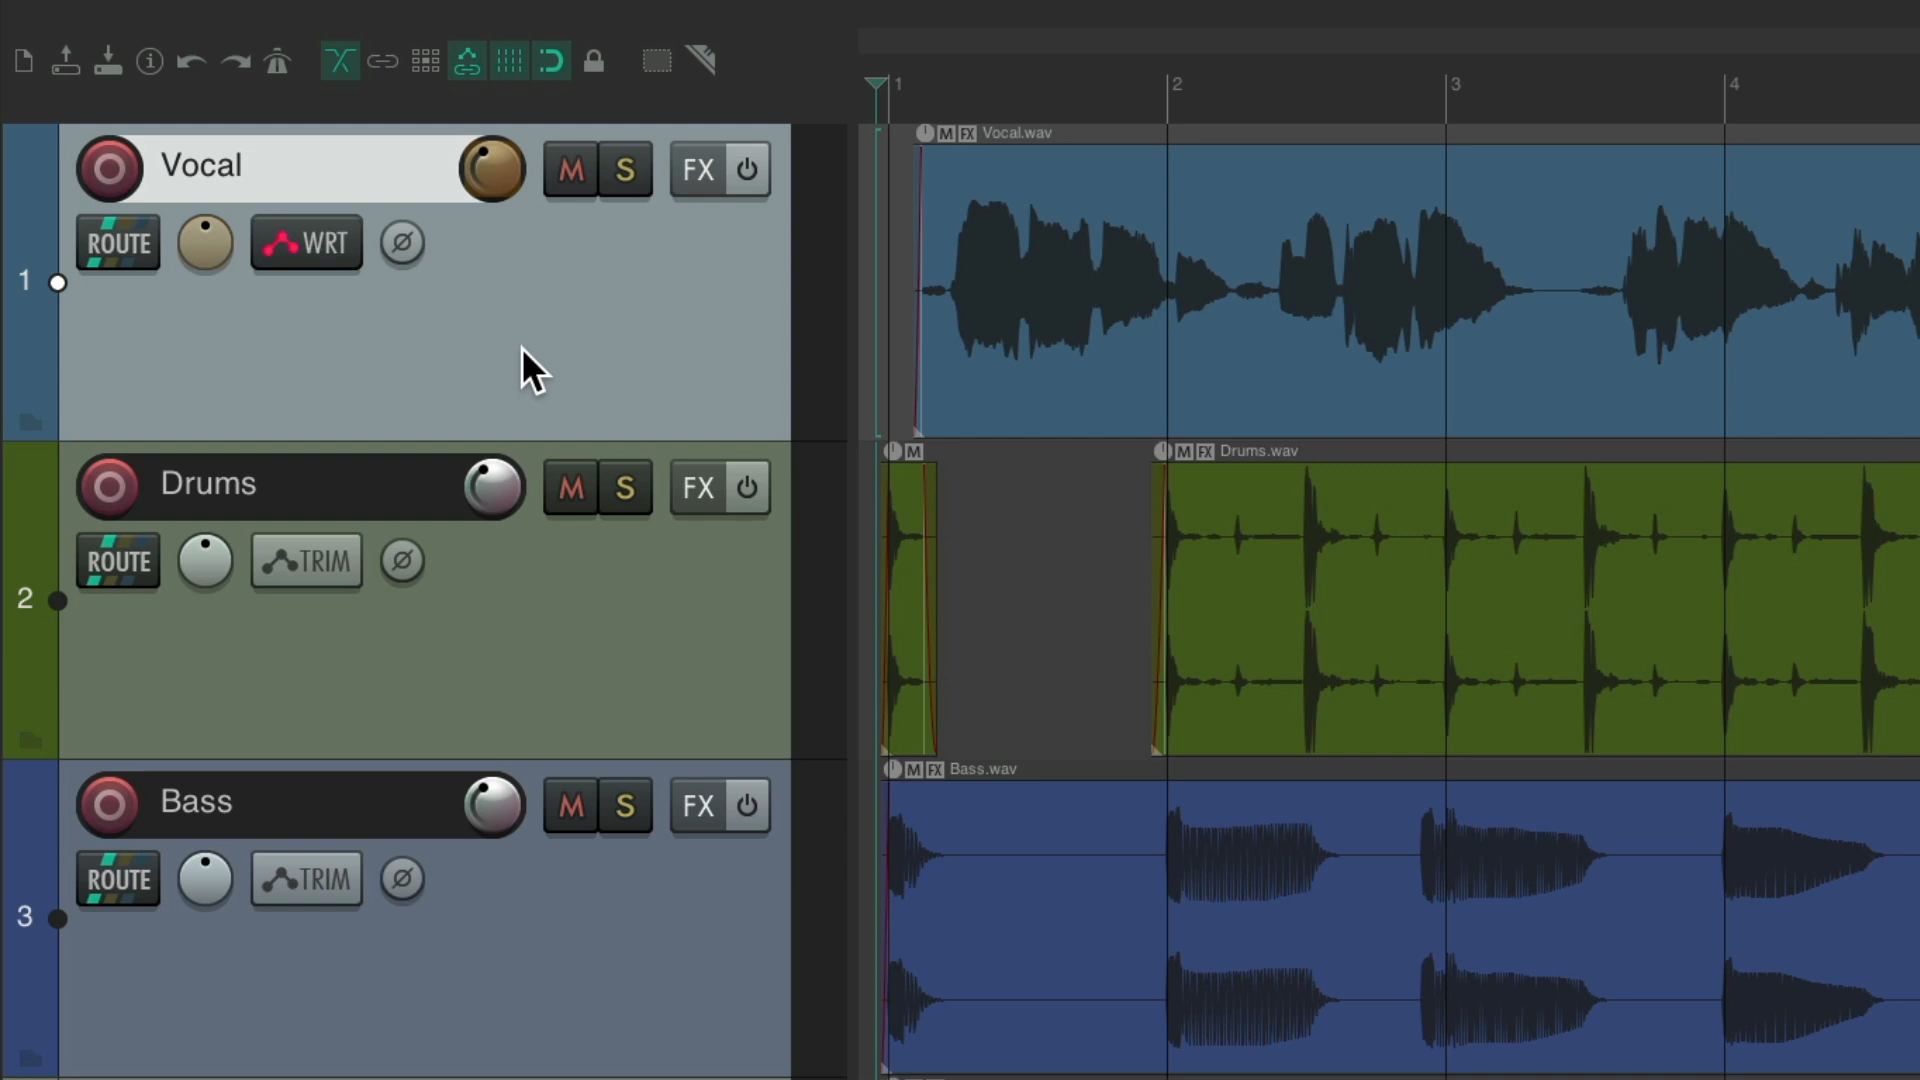 1 2 3 4
M FX Vocal.wav
Vocal M S FX
ROUTE WRT
1
M M FX Drums.wav
Drums M S FX
ROUTE TRIM
2
M FX Bass.wav
Bass M S FX
ROUTE TRIM
3